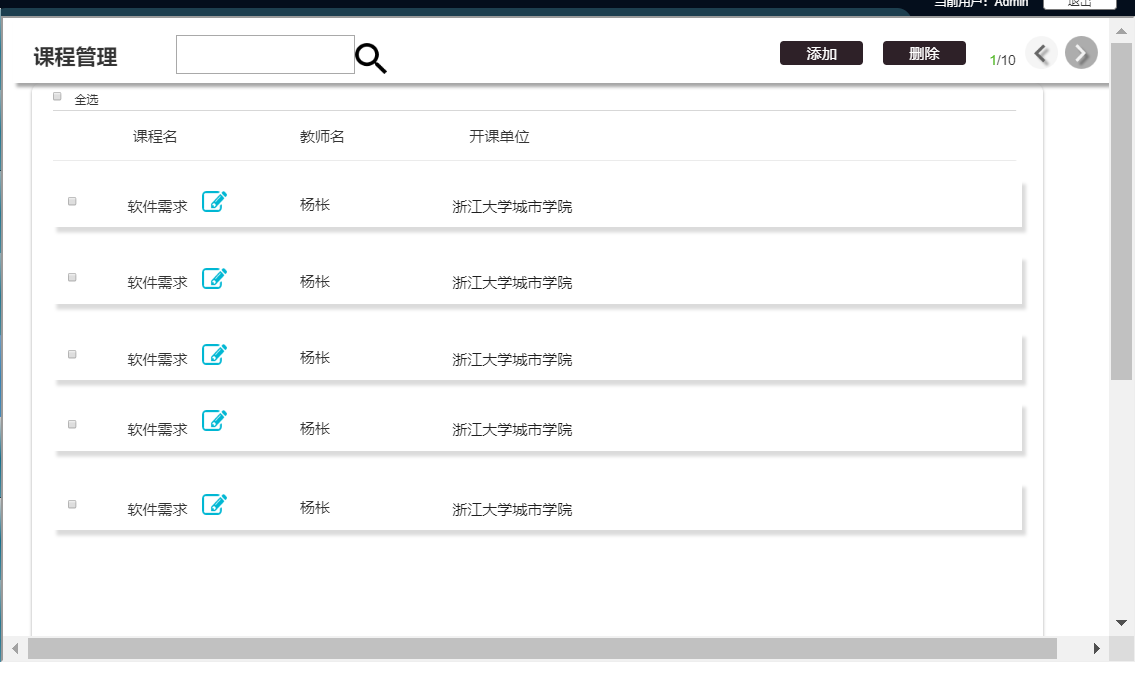 当前用户：Admin 退出
课程管理 添加 删除 1/10
全选
课程名 教师名 开课单位
软件需求 杨枨 浙江大学城市学院
软件需求 杨枨 浙江大学城市学院
软件需求 杨枨 浙江大学城市学院
软件需求 杨枨 浙江大学城市学院
软件需求 杨枨 浙江大学城市学院